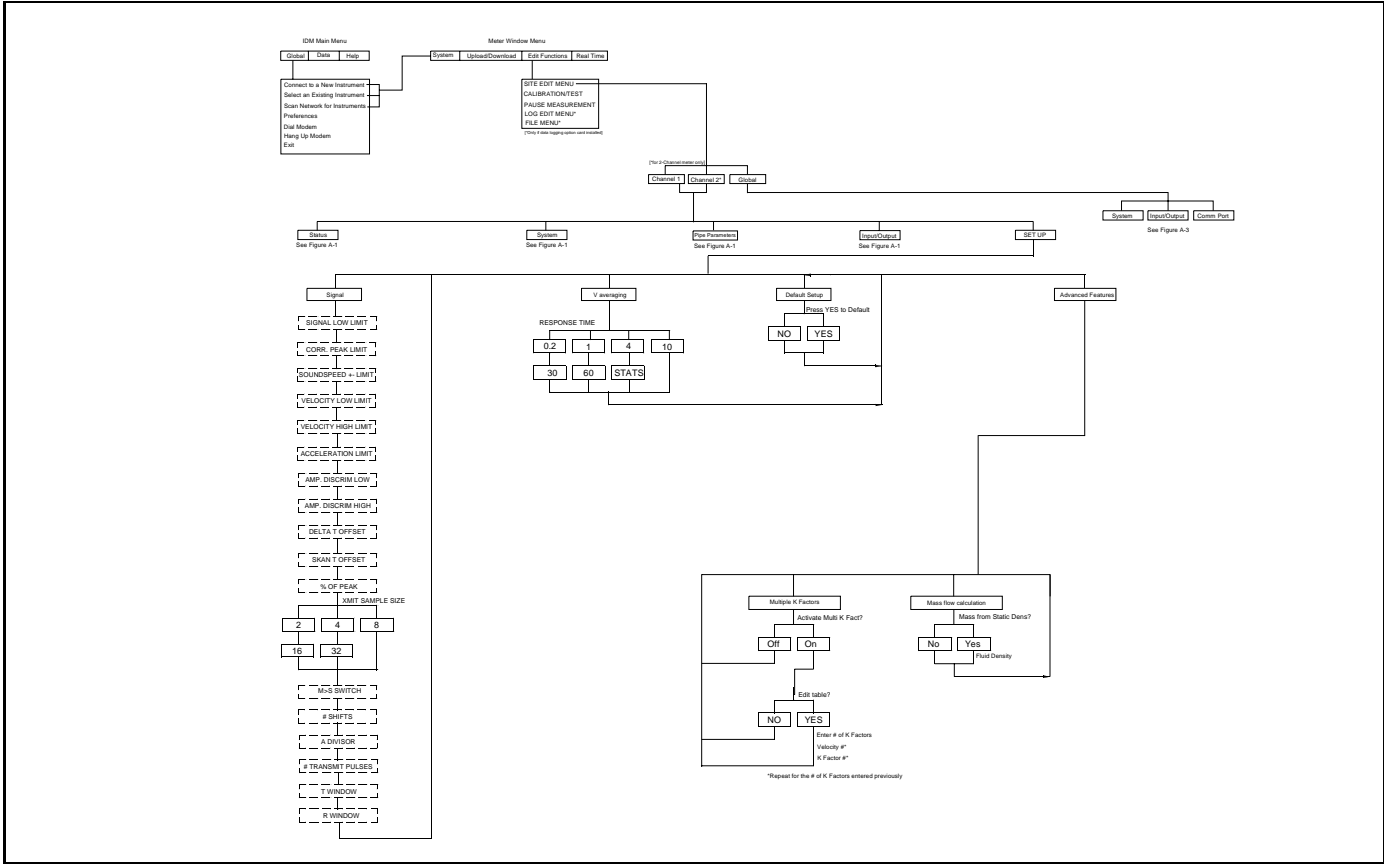 IDM Main Menu
Meter Window Menu
Global Data Help
System Upload/Download Edit Functions Real Time
Connect to a New Instrument
Select an Existing Instrument
Scan Network for Instruments
Preferences
Dial Modem
Hang Up Modem
Exit
SITE EDIT MENU
CALIBRATION/TEST
PAUSE MEASUREMENT
LOG EDIT MENU*
FILE MENU*
[*Only if data logging option card installed]
[*for 2-Channel meter only]
Channel 1 Channel 2* Global
System Input/Output Comm Port
See Figure A-3
Status System Pipe Parameters Input/Output SET UP
See Figure A-1 See Figure A-1 See Figure A-1 See Figure A-1
Signal V averaging Default Setup Advanced Features
SIGNAL LOW LIMIT
CORR. PEAK LIMIT
SOUNDSPEED +- LIMIT
VELOCITY LOW LIMIT
VELOCITY HIGH LIMIT
ACCELERATION LIMIT
AMP. DISCRIM LOW
AMP. DISCRIM HIGH
DELTA T OFFSET
SKAN T OFFSET
% OF PEAK
XMIT SAMPLE SIZE
2 4 8
16 32
M>S SWITCH
# SHIFTS
A DIVISOR
# TRANSMIT PULSES
T WINDOW
R WINDOW
RESPONSE TIME
0.2 1 4 10
30 60 STATS
Press YES to Default
NO YES
Multiple K Factors
Activate Multi K Fact?
Off On
Edit table?
NO YES
Enter # of K Factors
Velocity #*
K Factor #*
*Repeat for the # of K Factors entered previously
Mass flow calculation
Mass from Static Dens?
No Yes
Fluid Density